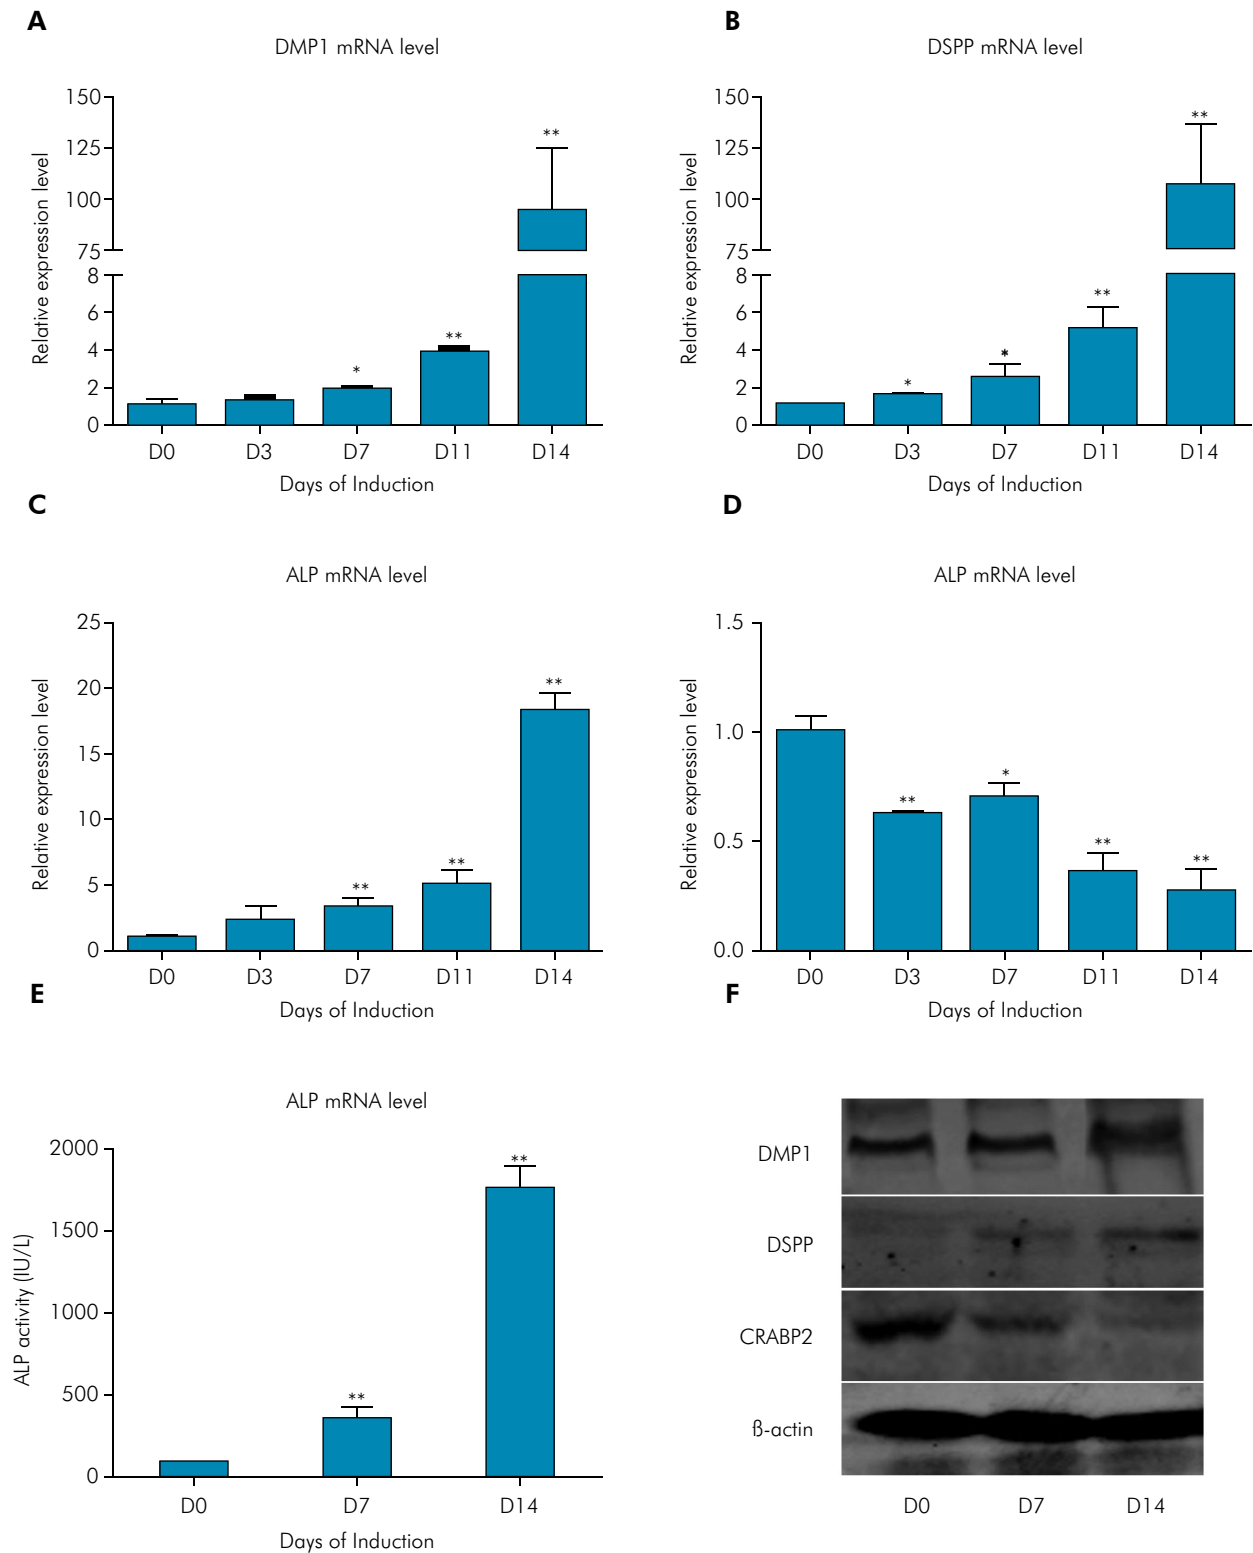 A
DMP1 mRNA level
Relative expression level
150
125
100
75
8
6
4
2
0
*
**
**
D0 D3 D7 D11 D14
Days of Induction
B
DSPP mRNA level
Relative expression level
150
125
100
75
8
6
4
2
0
*
*
**
**
D0 D3 D7 D11 D14
Days of Induction
C
ALP mRNA level
Relative expression level
25
20
15
10
5
0
**
**
**
D0 D3 D7 D11 D14
Days of Induction
D
ALP mRNA level
Relative expression level
1.5
1.0
0.5
0.0
**
*
**
**
D0 D3 D7 D11 D14
Days of Induction
E
ALP mRNA level
ALP activity (IU/L)
2000
1500
1000
500
0
**
**
D0 D7 D14
Days of Induction
F
DMP1
DSPP
CRABP2
ß-actin
D0 D7 D14